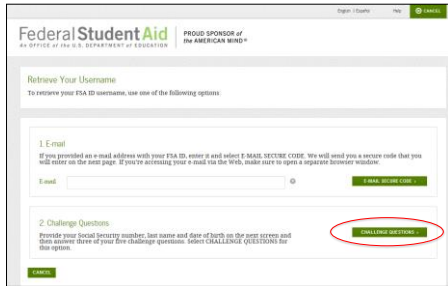 English | Español Help CANCEL
Federal Student Aid PROUD SPONSOR of
An OFFICE of the U.S. DEPARTMENT of EDUCATION the AMERICAN MIND®
Retrieve Your Username
To retrieve your FSA ID username, use one of the following options:
1. E-mail
If you provided an e-mail address with your FSA ID, enter it and select E-MAIL SECURE CODE. We will send you a secure code that you
will enter on the next page. If you're accessing your e-mail via the Web, make sure to open a separate browser window.
E-mail E-MAIL SECURE CODE ›
2. Challenge Questions
Provide your Social Security number, last name and date of birth on the next screen and CHALLENGE QUESTIONS ›
then answer three of your five challenge questions. Select CHALLENGE QUESTIONS for
this option.
CANCEL